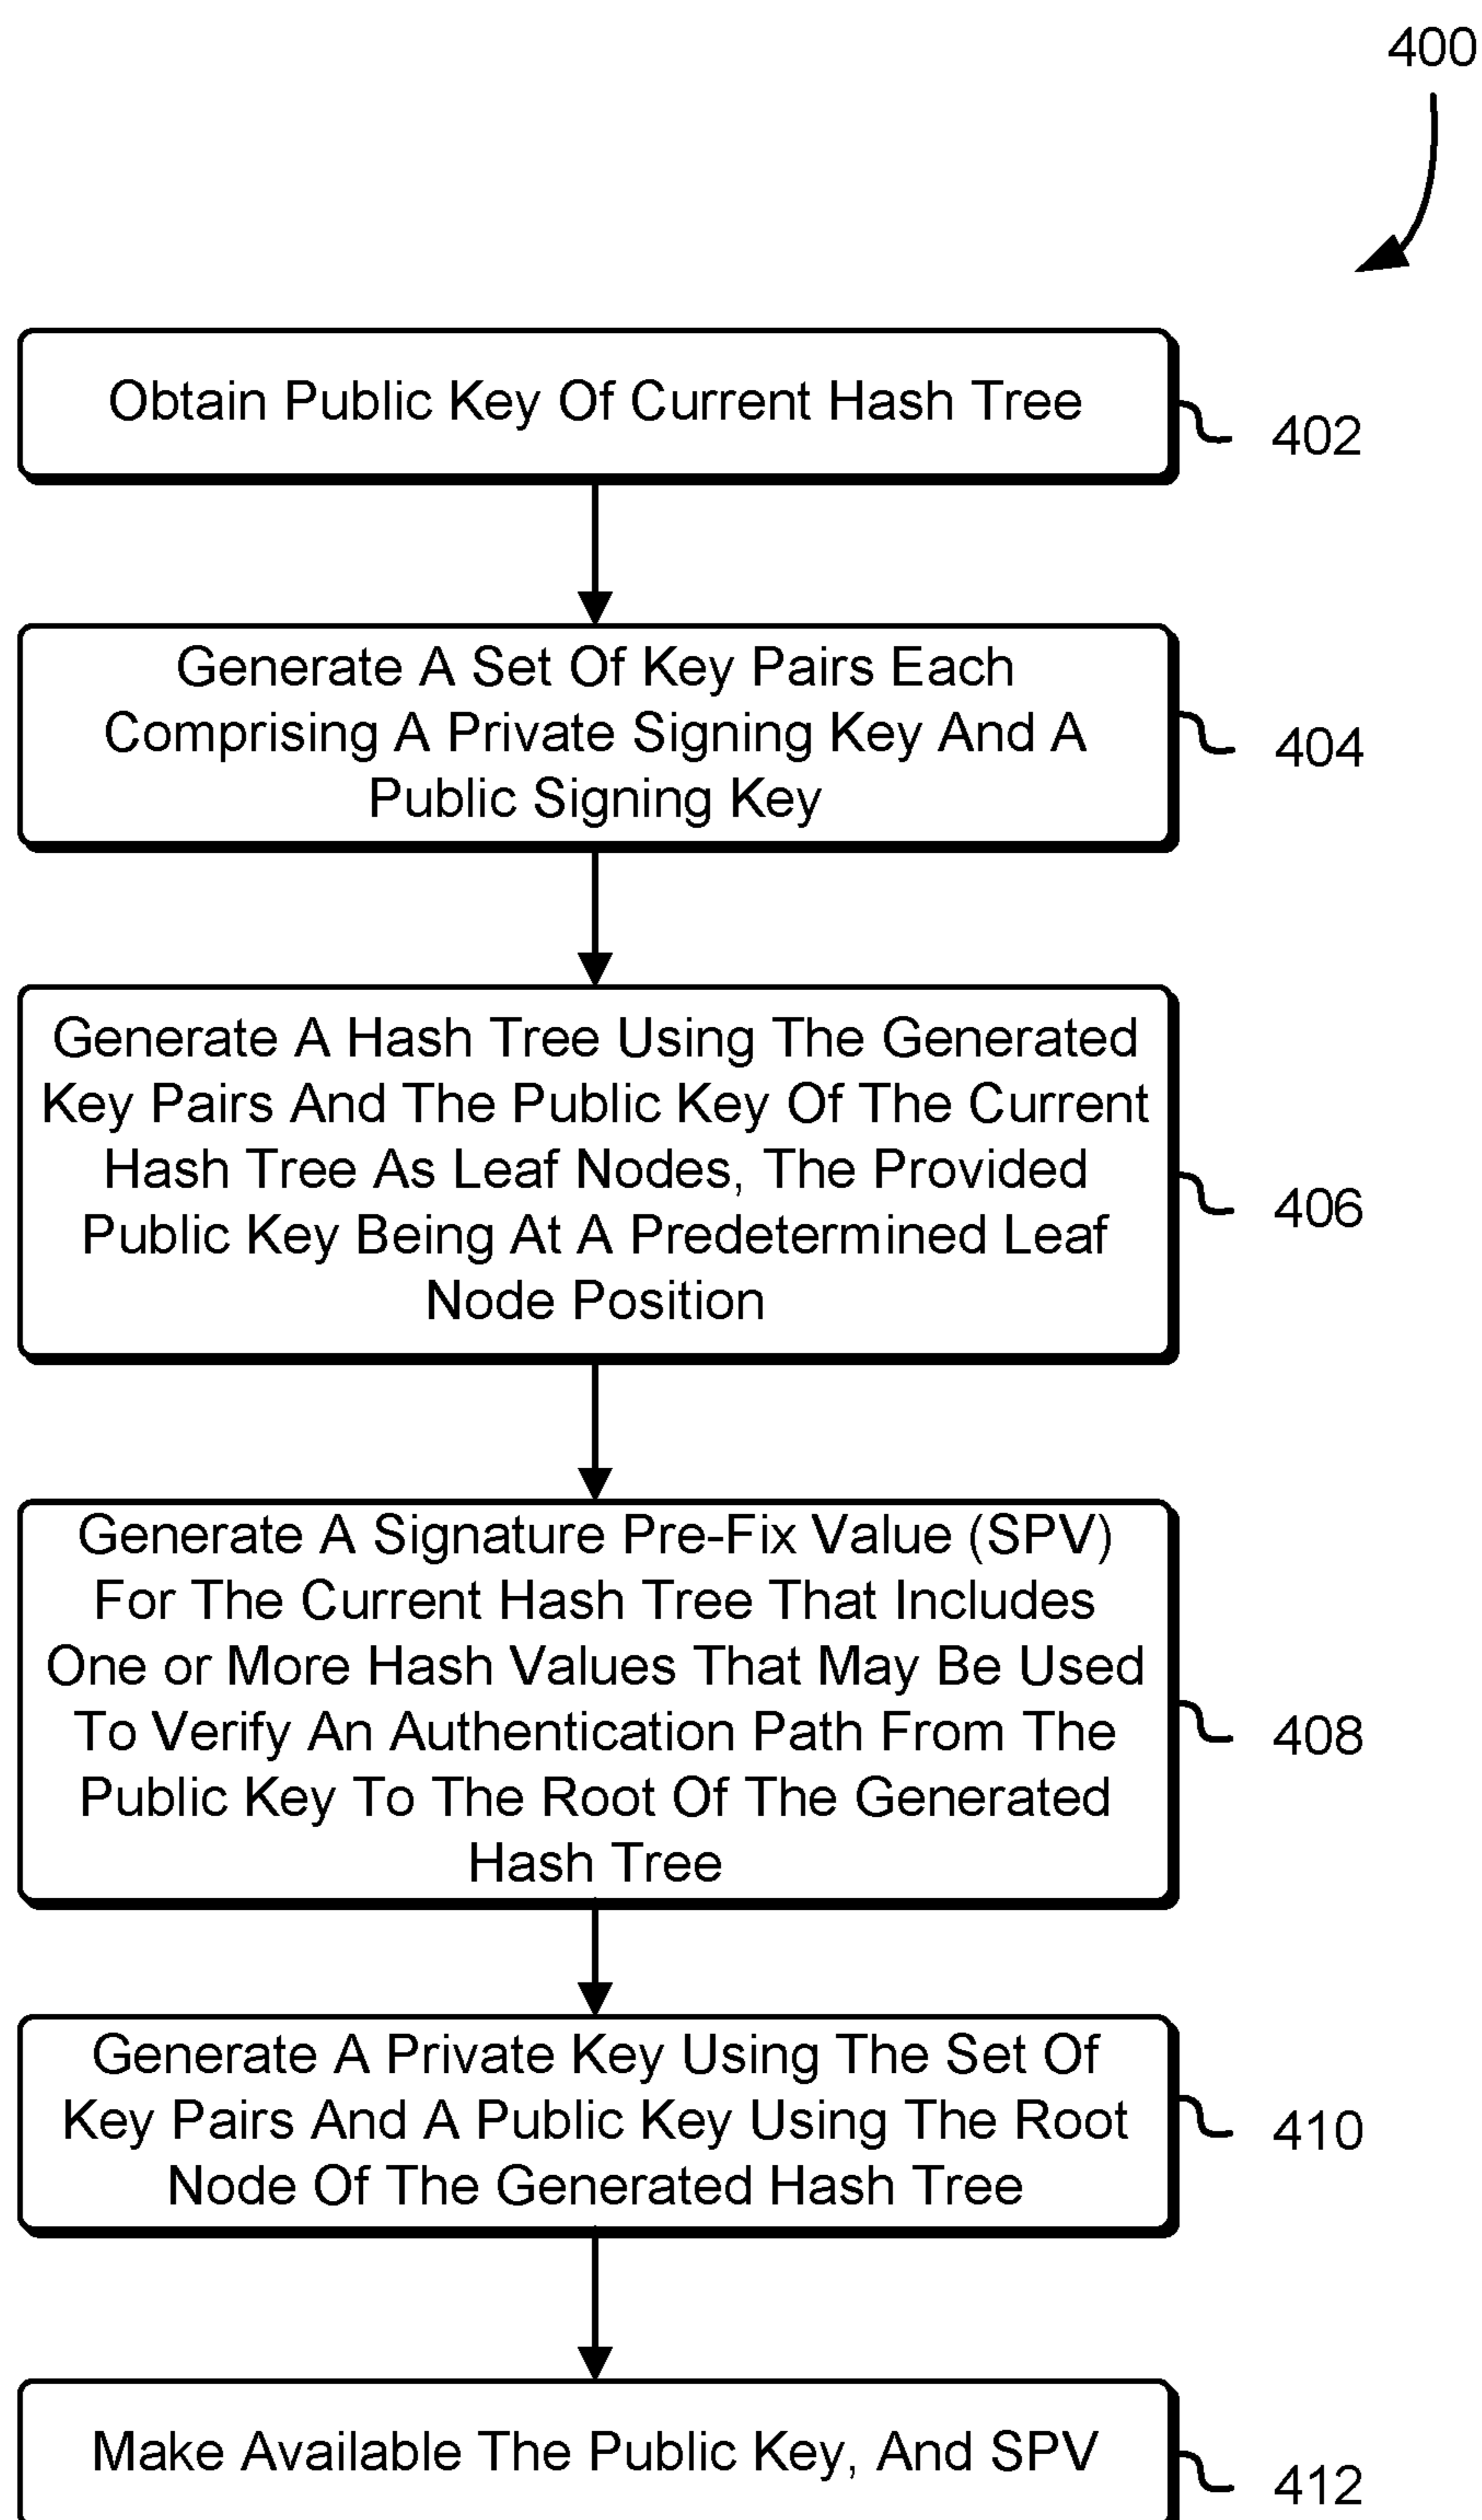 400
Obtain Public Key Of Current Hash Tree
402
Generate A Set Of Key Pairs Each
Comprising A Private Signing Key And A
Public Signing Key
404
Generate A Hash Tree Using The Generated
Key Pairs And The Public Key Of The Current
Hash Tree As Leaf Nodes, The Provided
Public Key Being At A Predetermined Leaf
Node Position
406
Generate A Signature Pre-Fix Value (SPV)
For The Current Hash Tree That Includes
One or More Hash Values That May Be Used
To Verify An Authentication Path From The
Public Key To The Root Of The Generated
Hash Tree
408
Generate A Private Key Using The Set Of
Key Pairs And A Public Key Using The Root
Node Of The Generated Hash Tree
410
Make Available The Public Key, And SPV
412